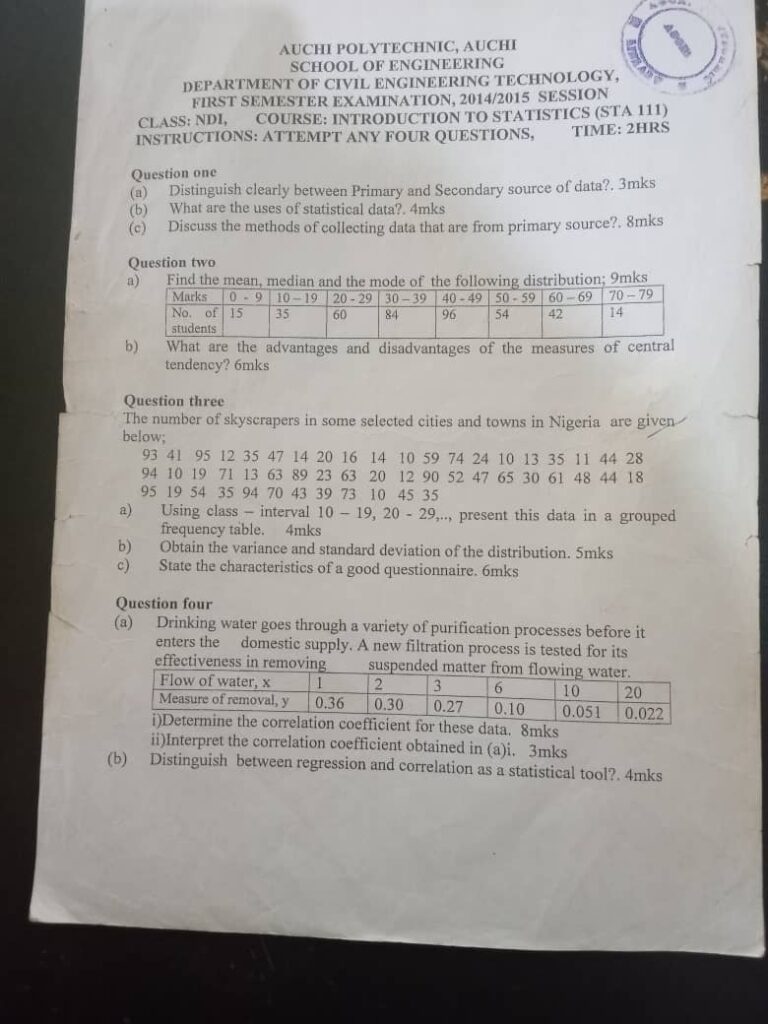 AUCHI POLYTECHNIC, AUCHI
SCHOOL OF ENGINEERING
DEPARTMENT OF CIVIL ENGINEERING TECHNOLOGY,
FIRST SEMESTER EXAMINATION, 2014/2015 SESSION
CLASS: NDI, COURSE: INTRODUCTION TO STATISTICS (STA 111)
INSTRUCTIONS: ATTEMPT ANY FOUR QUESTIONS, TIME: 2HRS
Question one
(a) Distinguish clearly between Primary and Secondary source of data?. 3mks
(b) What are the uses of statistical data?. 4mks
(c) Discuss the methods of collecting data that are from primary source?. 8mks
Question two
a) Find the mean, median and the mode of the following distribution; 9mks
Marks 0 - 9 10 – 19 20 - 29 30 – 39 40 - 49 50 - 59 60 – 69 70 – 79
No. of 15 35 60 84 96 54 42 14
students
b) What are the advantages and disadvantages of the measures of central
tendency? 6mks
Question three
The number of skyscrapers in some selected cities and towns in Nigeria are given
below;
93 41 95 12 35 47 14 20 16 14 10 59 74 24 10 13 35 11 44 28
94 10 19 71 13 63 89 23 63 20 12 90 52 47 65 30 61 48 44 18
95 19 54 35 94 70 43 39 73 10 45 35
a) Using class – interval 10 – 19, 20 - 29,.., present this data in a grouped
frequency table. 4mks
b) Obtain the variance and standard deviation of the distribution. 5mks
c) State the characteristics of a good questionnaire. 6mks
Question four
(a) Drinking water goes through a variety of purification processes before it
enters the domestic supply. A new filtration process is tested for its
effectiveness in removing suspended matter from flowing water.
Flow of water, x 1 2 3 6 10 20
Measure of removal, y 0.36 0.30 0.27 0.10 0.051 0.022
i)Determine the correlation coefficient for these data. 8mks
ii)Interpret the correlation coefficient obtained in (a)i. 3mks
(b) Distinguish between regression and correlation as a statistical tool?. 4mks